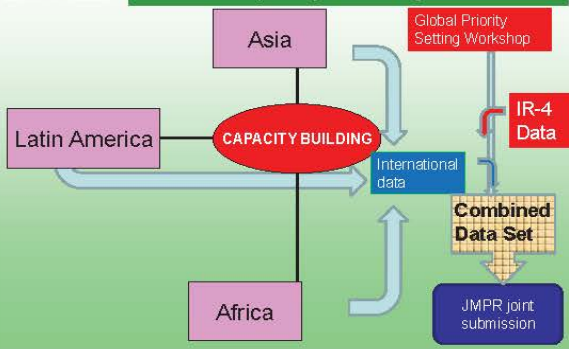 Global Priority
Setting Workshop
Asia
IR-4
Data
Latin America
CAPACITY BUILDING
International
data
Combined
Data Set
Africa
JMPR joint
submission